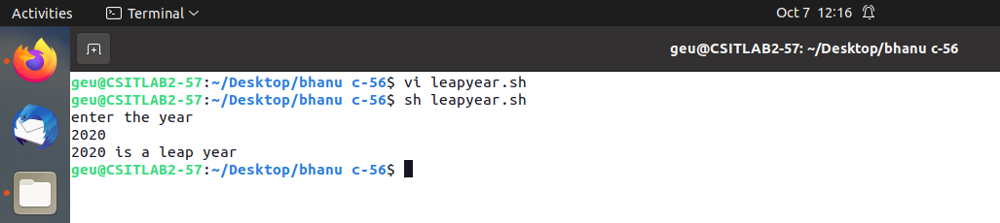 Activities Terminal Oct 7 12:16
geu@CSITLAB2-57: ~/Desktop/bhanu c-56
geu@CSITLAB2-57:~/Desktop/bhanu c-56$ vi leapyear.sh
geu@CSITLAB2-57:~/Desktop/bhanu c-56$ sh leapyear.sh
enter the year
2020
2020 is a leap year
geu@CSITLAB2-57:~/Desktop/bhanu c-56$